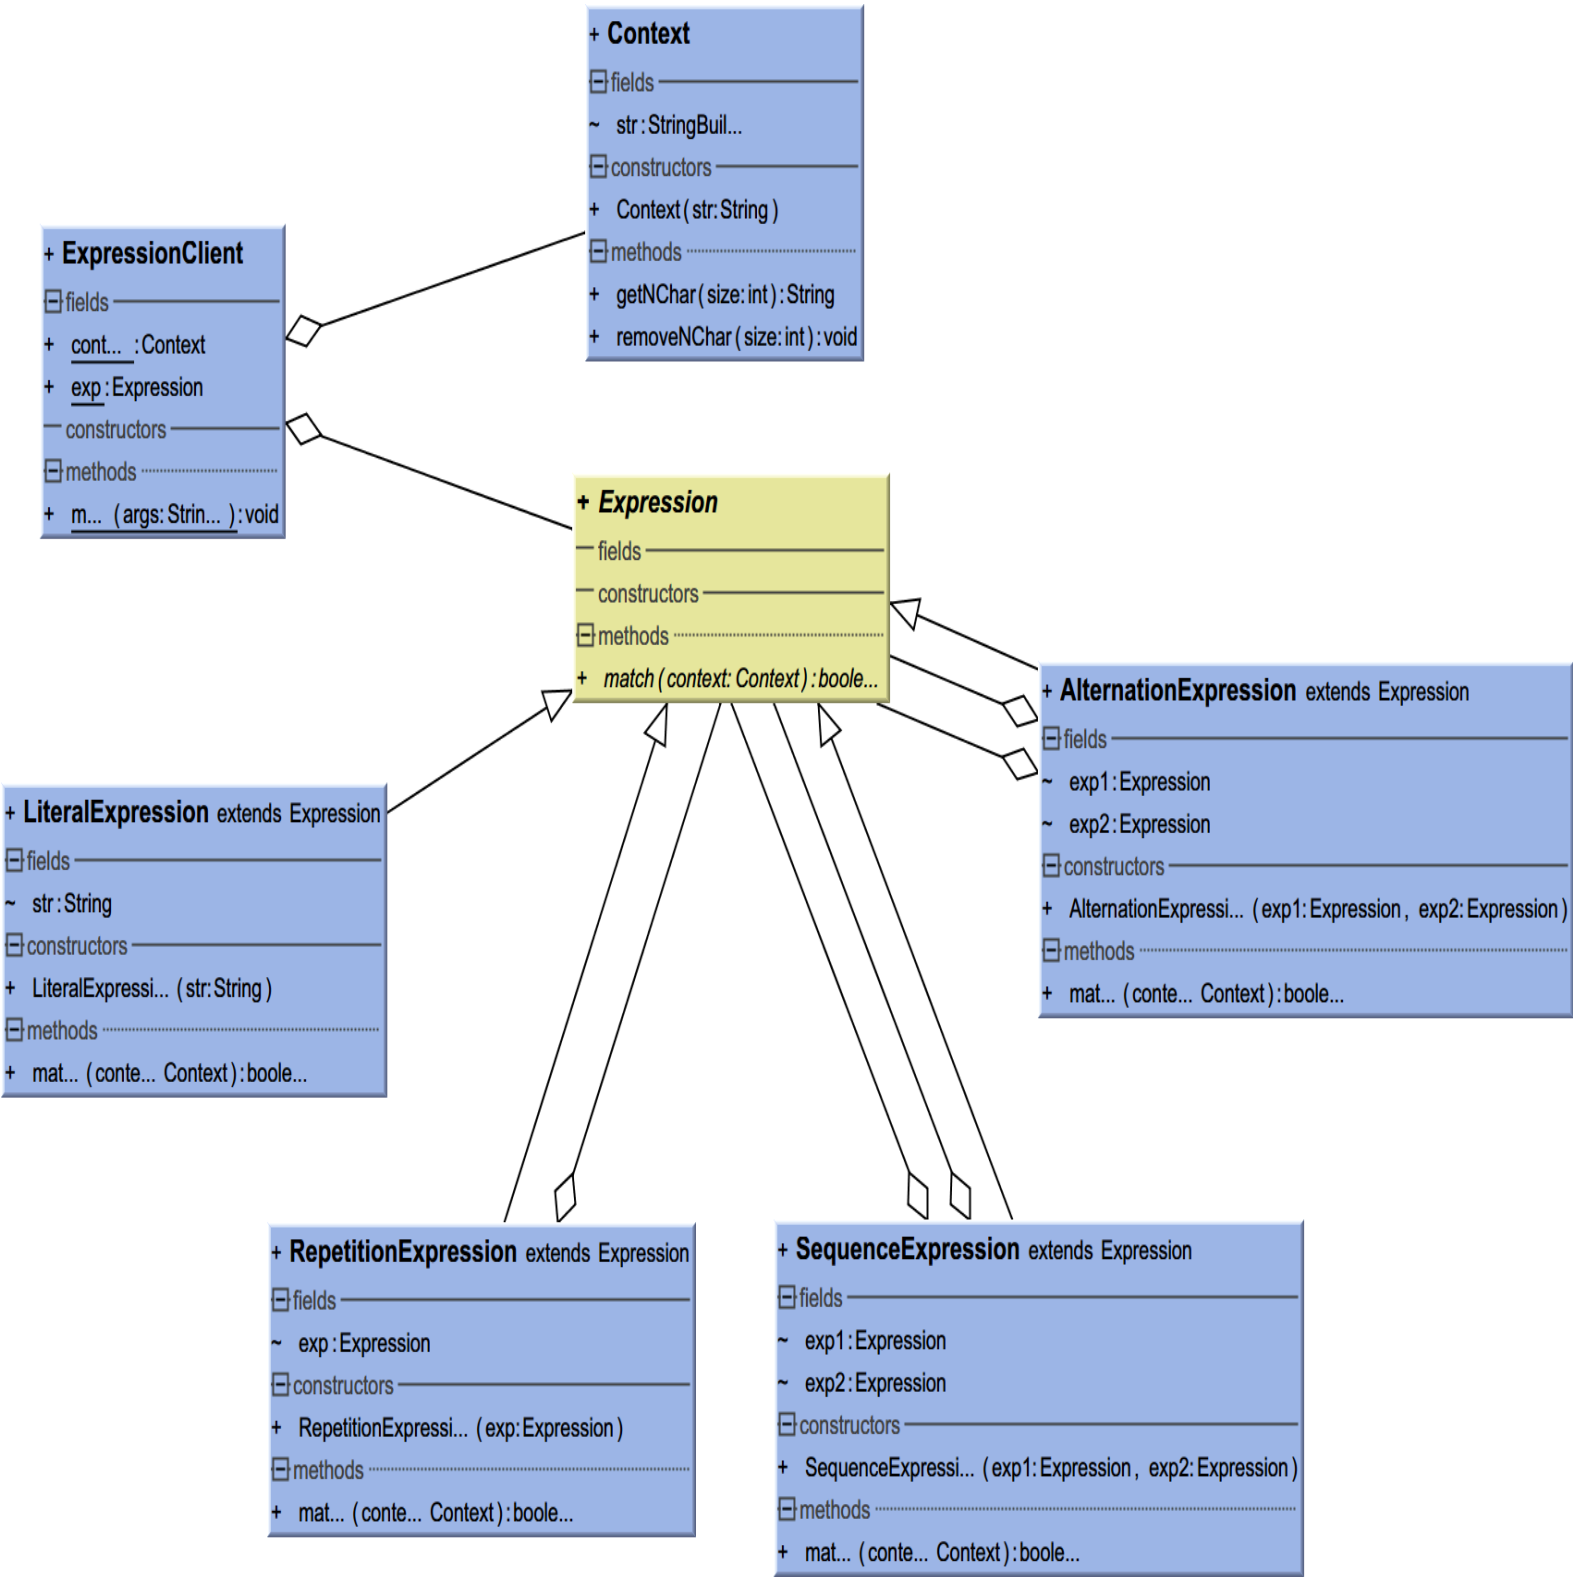 + Context
fields
~ str:StringBuil...
constructors
+ Context(str:String)
methods
+ getNChar(size:int):String
+ removeNChar(size:int):void
+ ExpressionClient
fields
+ cont... :Context
+ exp:Expression
constructors
methods
+ m... (args:Strin... ):void
+ Expression
fields
constructors
methods
+ match(context: Context):boole...
+ AlternationExpression extends Expression
fields
~ exp1:Expression
~ exp2:Expression
constructors
+ AlternationExpressi... (exp1:Expression, exp2:Expression)
methods
+ mat... (conte... Context):boole...
+ LiteralExpression extends Expression
fields
~ str:String
constructors
+ LiteralExpressi... (str:String)
methods
+ mat... (conte... Context):boole...
+ RepetitionExpression extends Expression
fields
~ exp:Expression
constructors
+ RepetitionExpressi... (exp:Expression)
methods
+ mat... (conte... Context):boole...
+ SequenceExpression extends Expression
fields
~ exp1:Expression
~ exp2:Expression
constructors
+ SequenceExpressi... (exp1:Expression, exp2:Expression)
methods
+ mat... (conte... Context):boole...